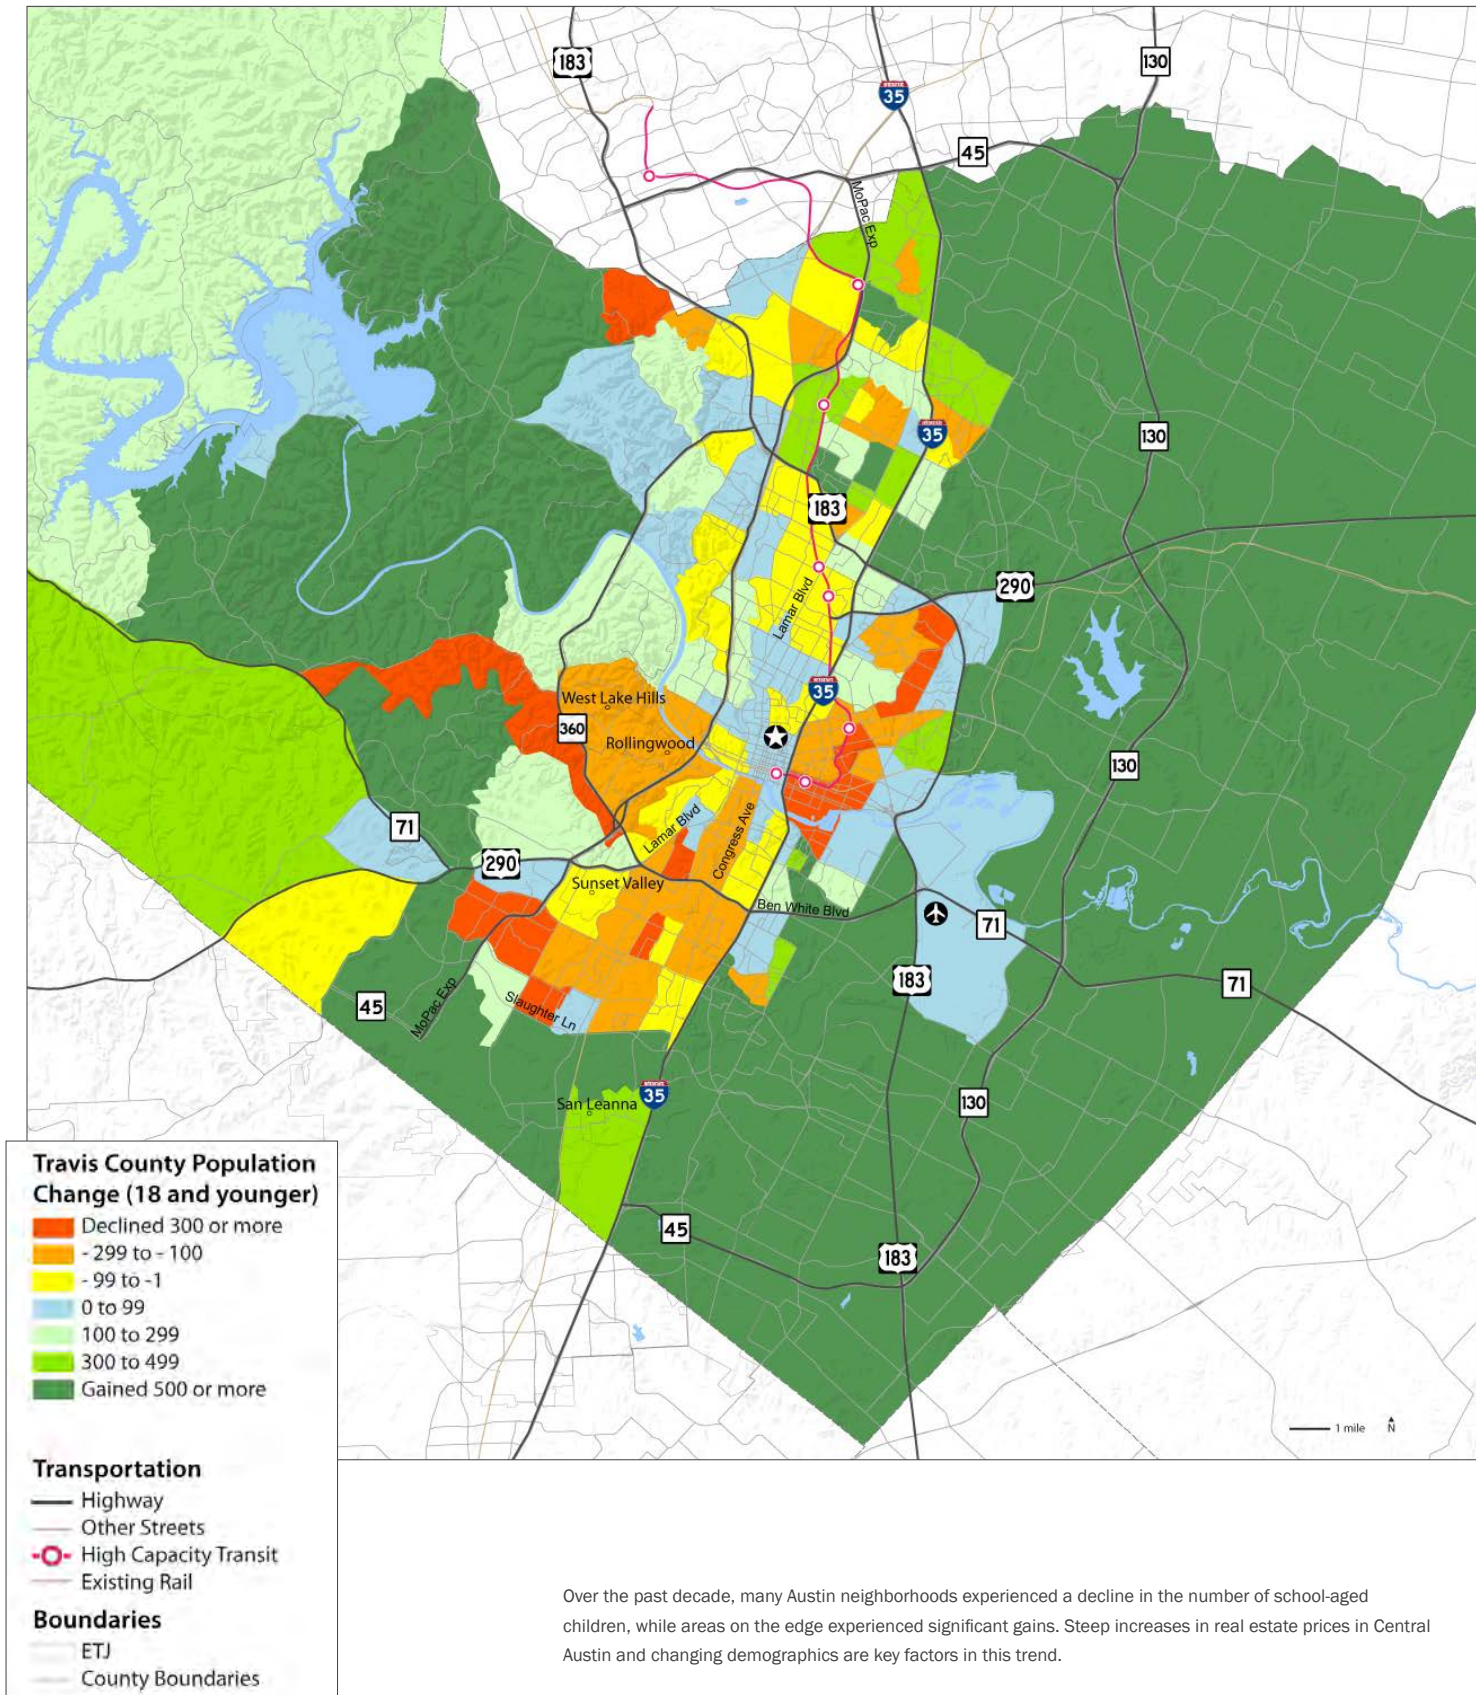 183
35
130
45
MoPac Exp
130
35
183
290
Lamar Blvd
35
West Lake Hills
360
Rollingwood
130
71
Lamar Blvd
Congress Ave
290
Sunset Valley
Ben White Blvd
71
183
71
45
MoPac Exp
Slaughter Ln
35
San Leanna
130
45
183
1 mile N
Travis County Population
Change (18 and younger)
Declined 300 or more
- 299 to - 100
- 99 to -1
0 to 99
100 to 299
300 to 499
Gained 500 or more
Transportation
Highway
Other Streets
High Capacity Transit
Existing Rail
Boundaries
ETJ
County Boundaries
Over the past decade, many Austin neighborhoods experienced a decline in the number of school-aged
children, while areas on the edge experienced significant gains. Steep increases in real estate prices in Central
Austin and changing demographics are key factors in this trend.